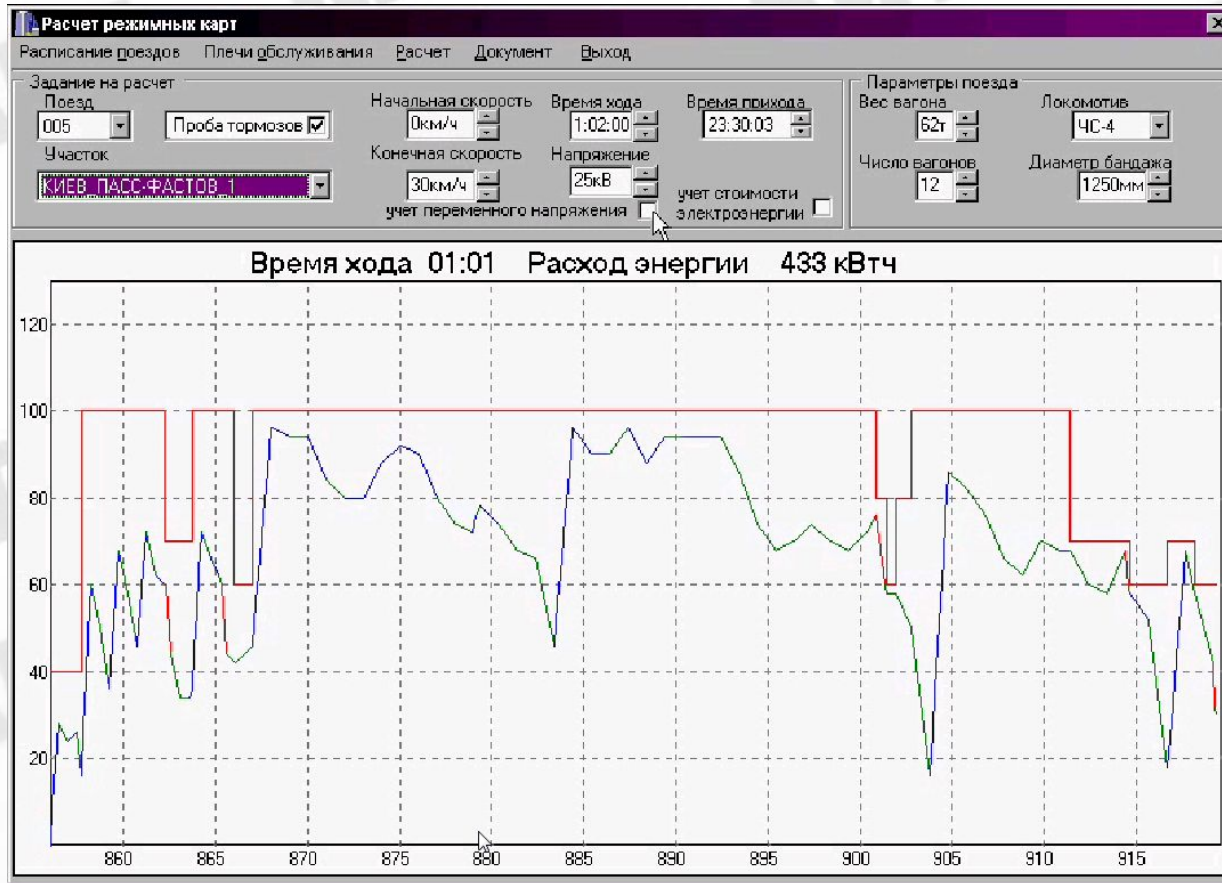 Расчет режимных карт
Расписание поездов Плечи обслуживания Расчет Документ Выход
Задание на расчет
Поезд
005
Проба тормозов
Участок
КИЕВ_ПАСС-ФАСТОВ_1
Начальная скорость
0км/ч
Конечная скорость
30км/ч
Время хода
1:02:00
Напряжение
25кВ
учет переменного напряжения
Время прихода
23:30:03
учет стоимости
электроэнергии
Параметры поезда
Вес вагона
62т
Число вагонов
12
Локомотив
ЧС-4
Диаметр бандажа
1250мм
Время хода 01:01 Расход энергии 433 кВтч
120
100
80
60
40
20
860 865 870 875 880 885 890 895 900 905 910 915